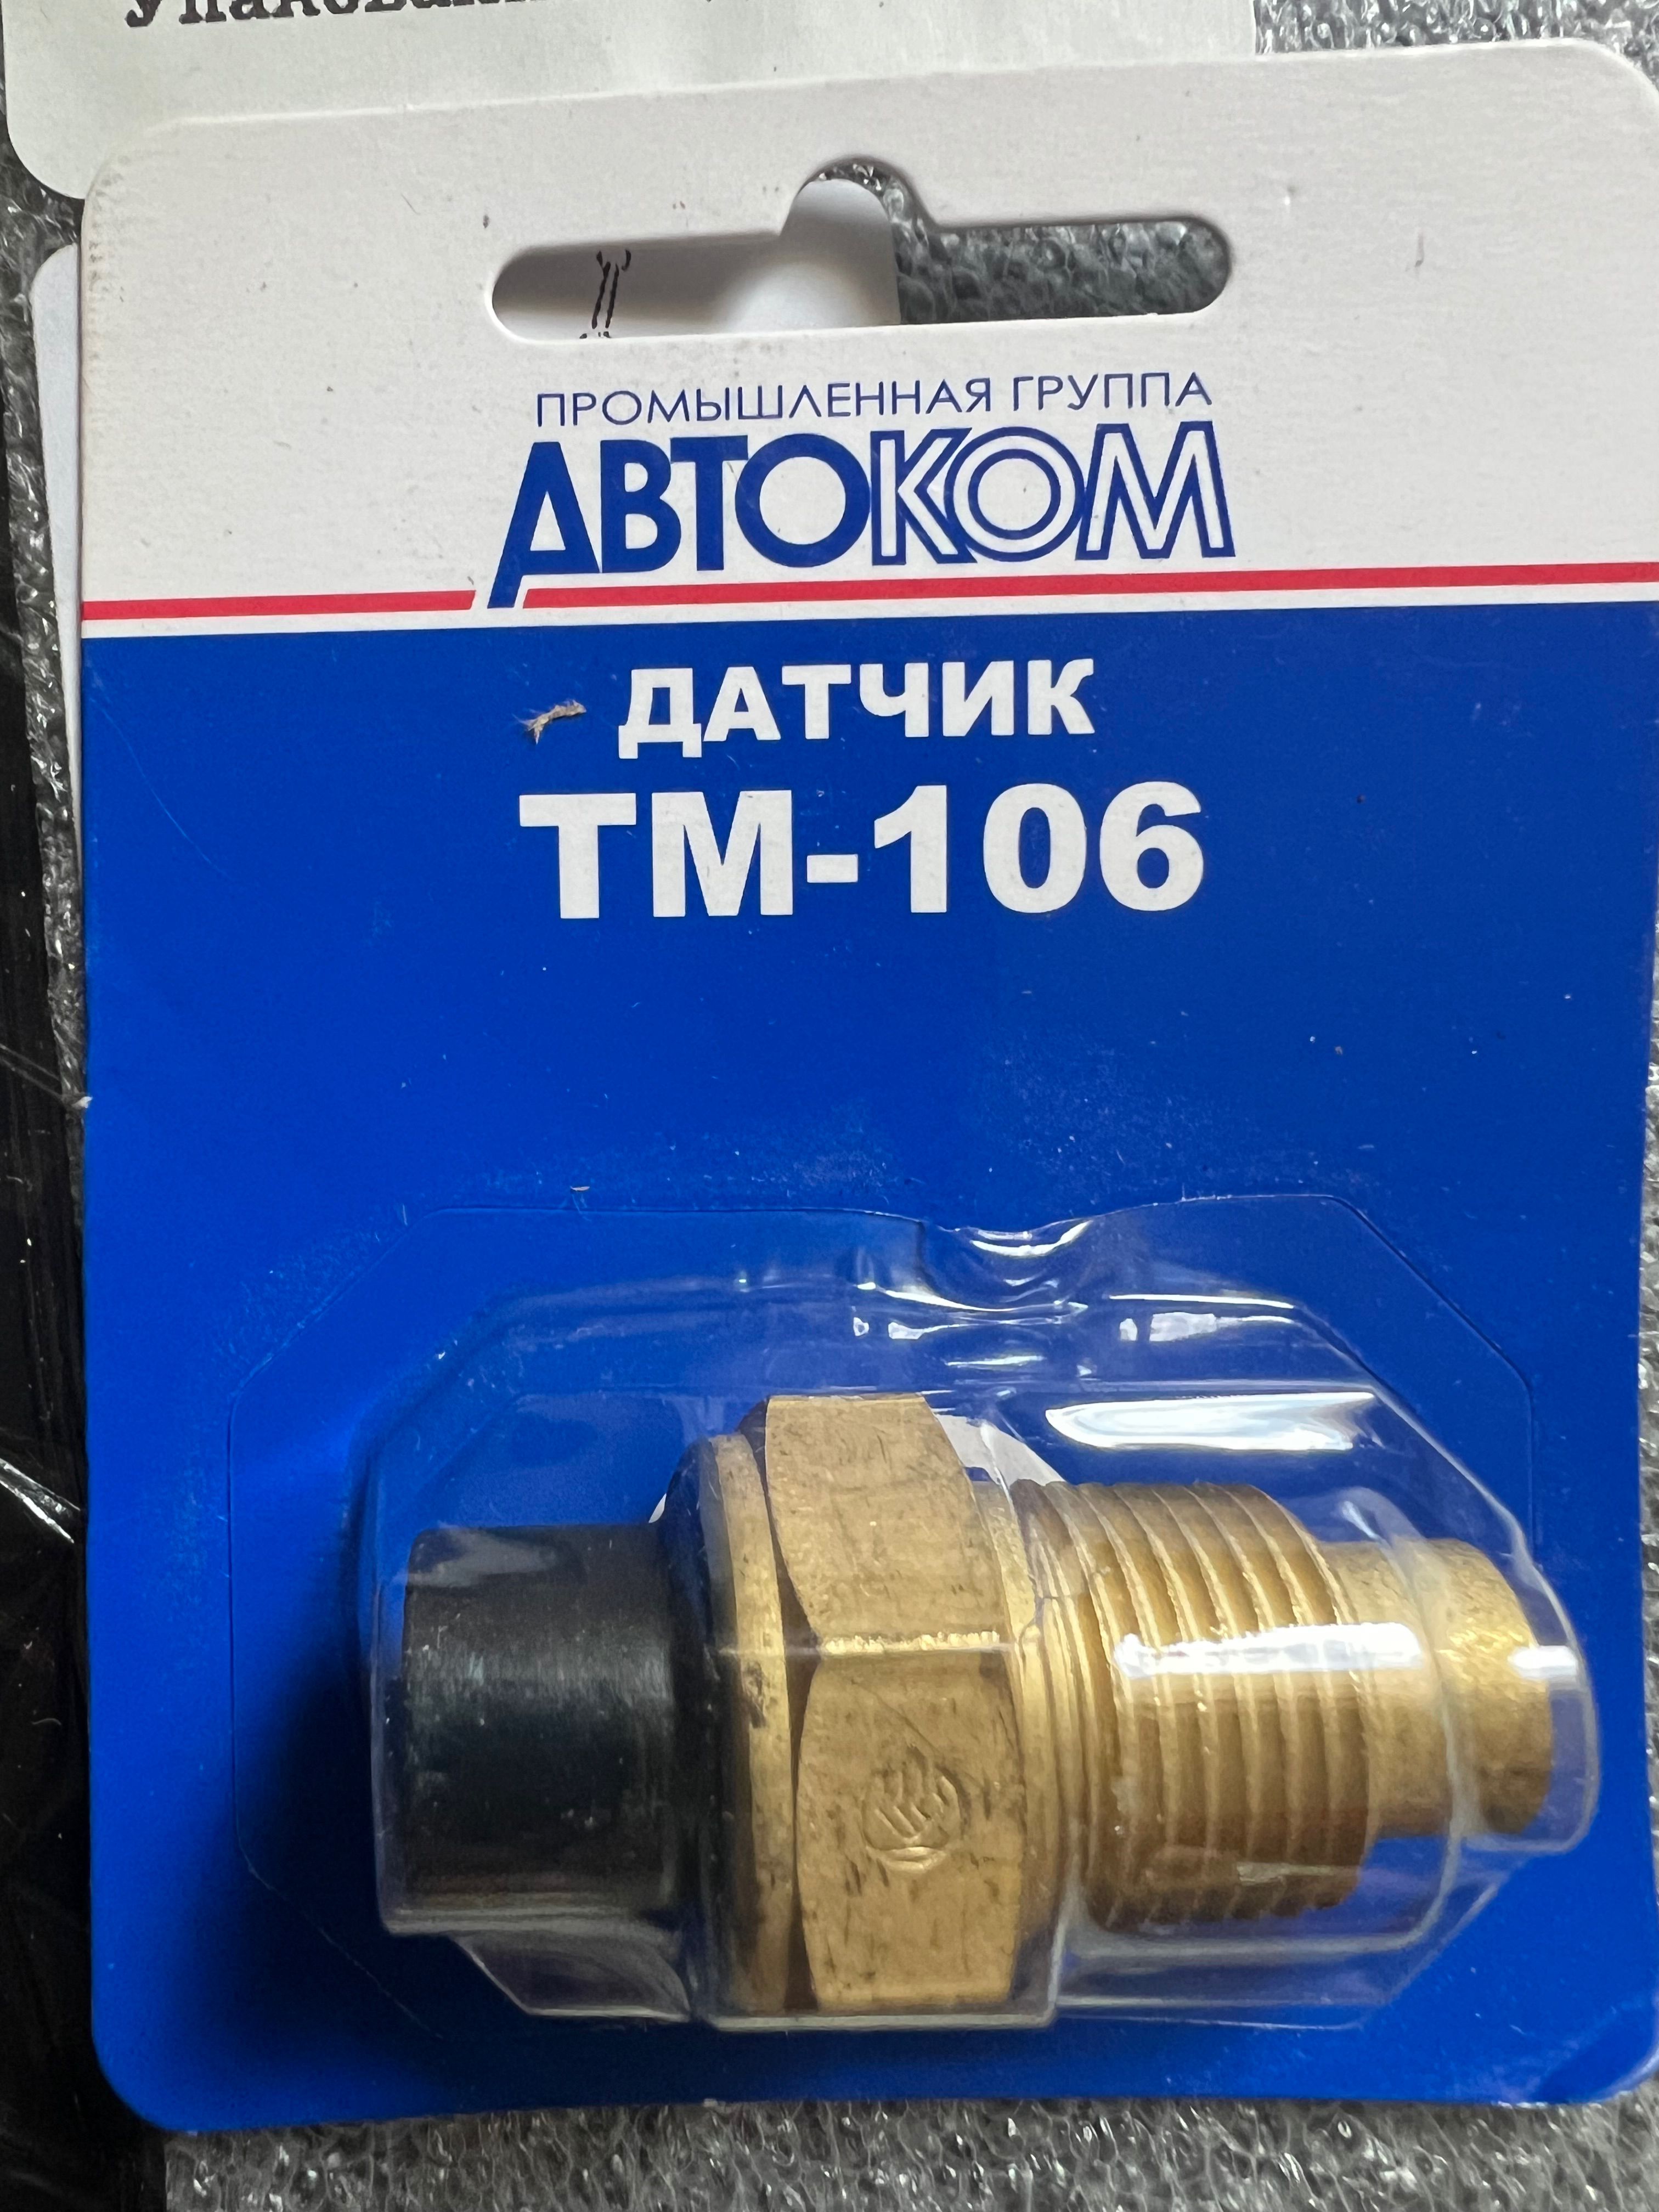 ПРОМЫШЛЕННАЯ ГРУППА
АВТОКОМ
ДАТЧИК
ТМ-106